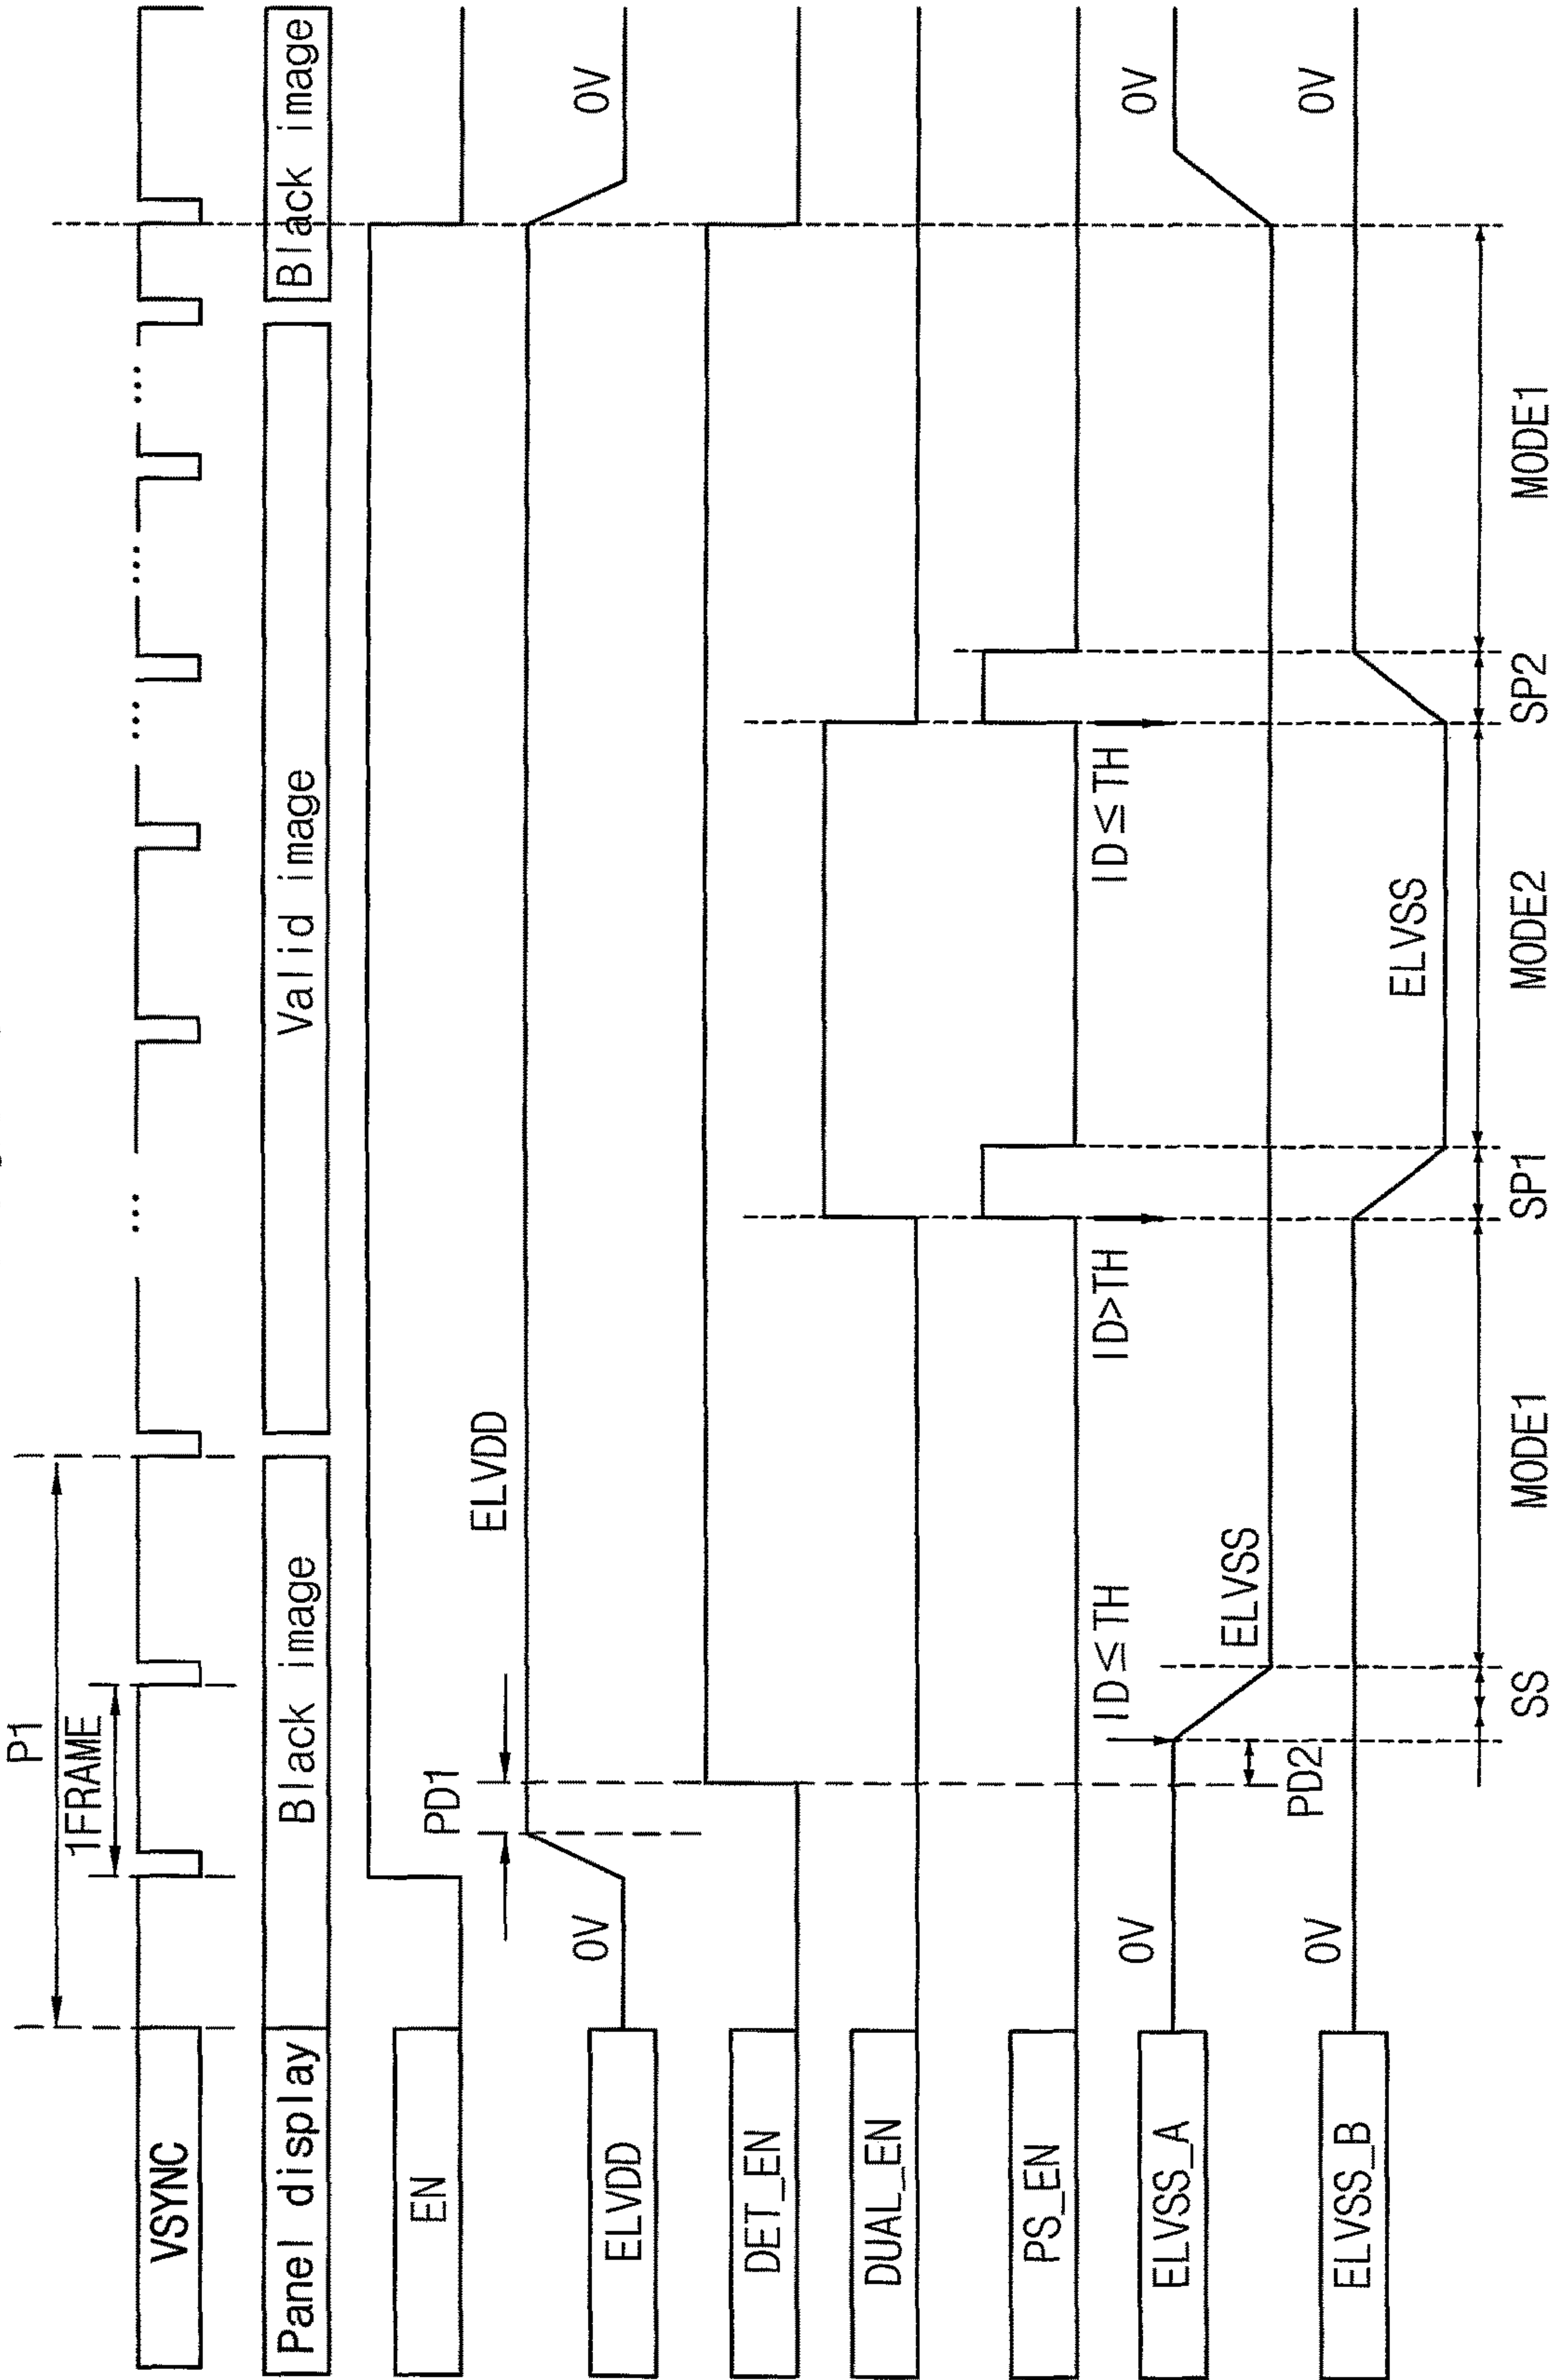 P1
1FRAME
VSYNC
... ... ... ...
Panel display
Black image
Valid image
Black image
EN
PD1
ELVDD
ELVDD
0V
0V
DET_EN
DUAL_EN
PS_EN
ID≤TH
ID>TH
ID≤TH
ELVSS_A
0V
ELVSS
0V
PD2
ELVSS_B
0V
ELVSS
0V
SS
MODE1
SP1
MODE2
SP2
MODE1